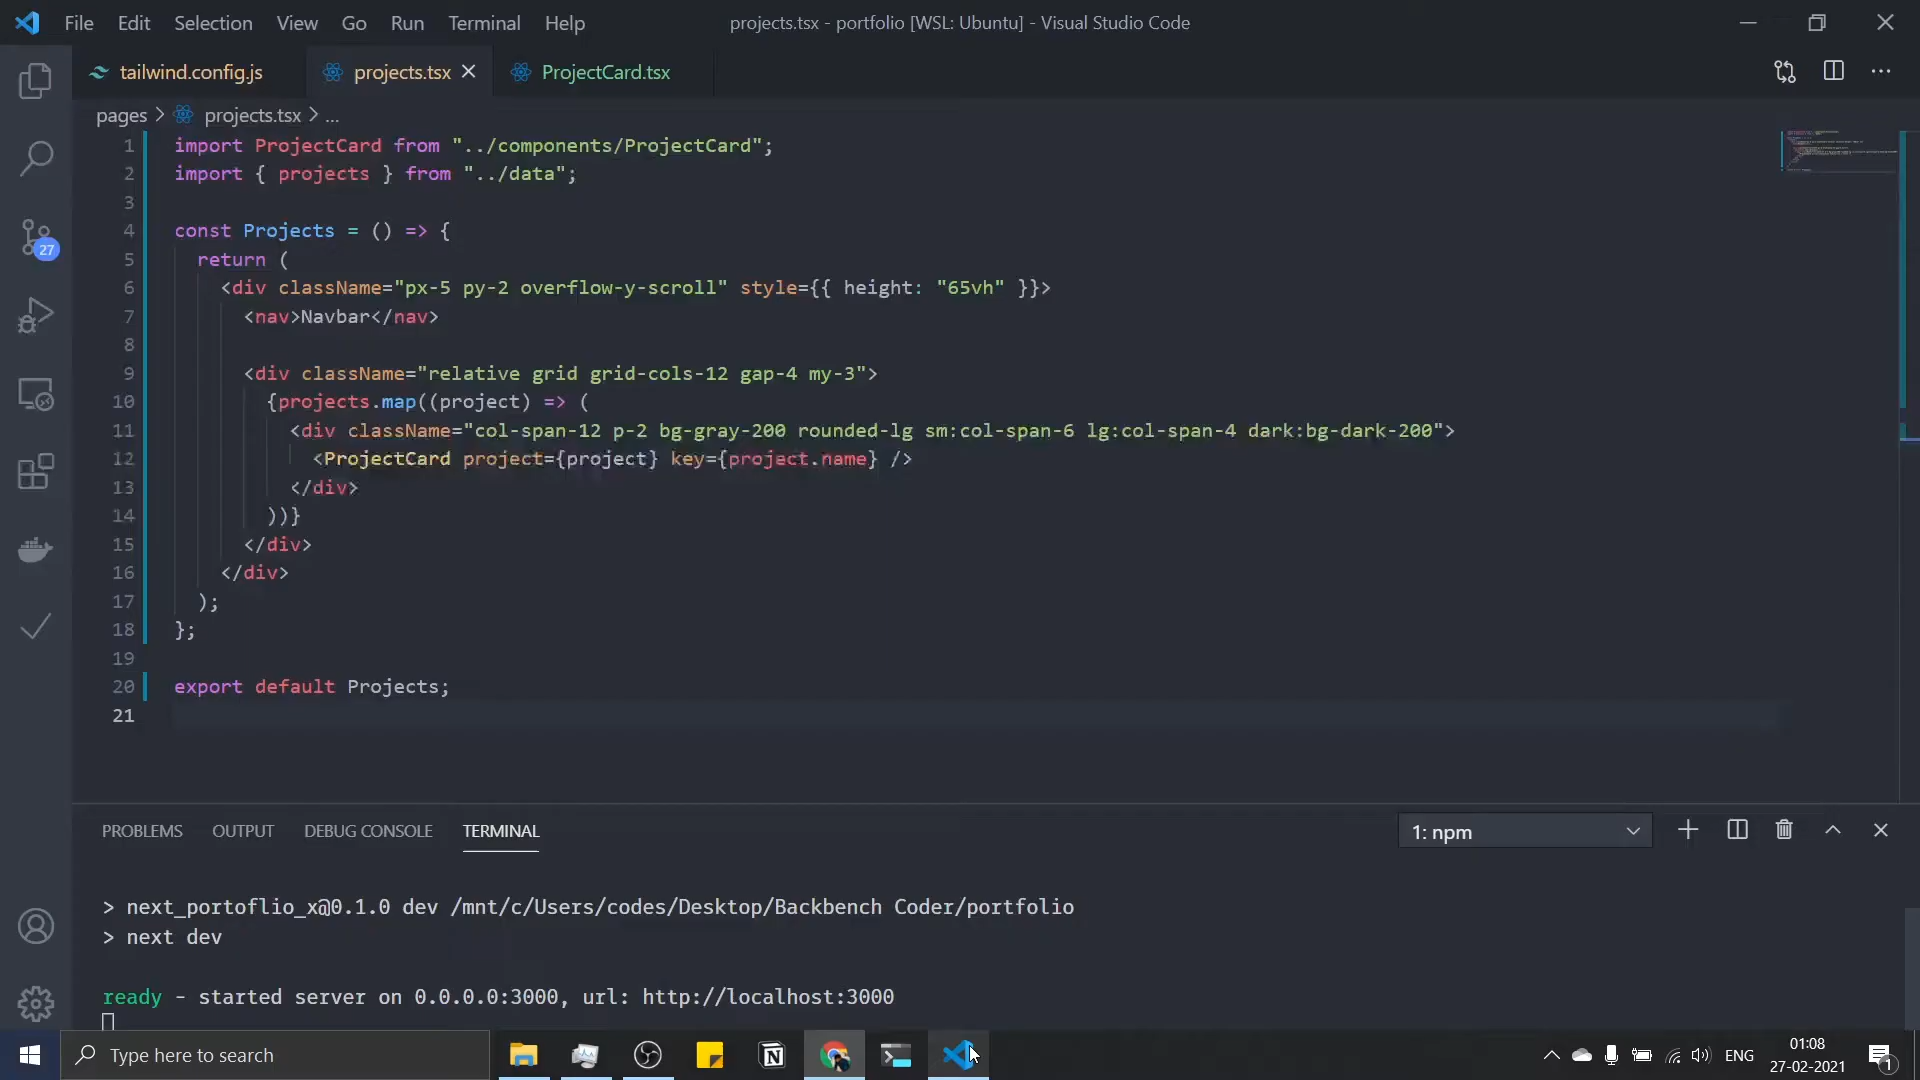 File Edit Selection View Go Run Terminal Help projects.tsx - portfolio [WSL: Ubuntu] - Visual Studio Code
tailwind.config.js projects.tsx ProjectCard.tsx
pages > projects.tsx > ...
1 import ProjectCard from "../components/ProjectCard";
2 import { projects } from "../data";
3
4 const Projects = () => {
5 return (
6 <div className="px-5 py-2 overflow-y-scroll" style={{ height: "65vh" }}>
7 <nav>Navbar</nav>
8
9 <div className="relative grid grid-cols-12 gap-4 my-3">
10 {projects.map((project) => (
11 <div className="col-span-12 p-2 bg-gray-200 rounded-lg sm:col-span-6 lg:col-span-4 dark:bg-dark-200">
12 <ProjectCard project={project} key={project.name} />
13 </div>
14 ))}
15 </div>
16 </div>
17 );
18 };
19
20 export default Projects;
21
27
PROBLEMS OUTPUT DEBUG CONSOLE TERMINAL 1: npm
> next_portoflio_x@0.1.0 dev /mnt/c/Users/codes/Desktop/Backbench Coder/portfolio
> next dev
ready - started server on 0.0.0.0:3000, url: http://localhost:3000
Type here to search
ENG
01:08
27-02-2021
1